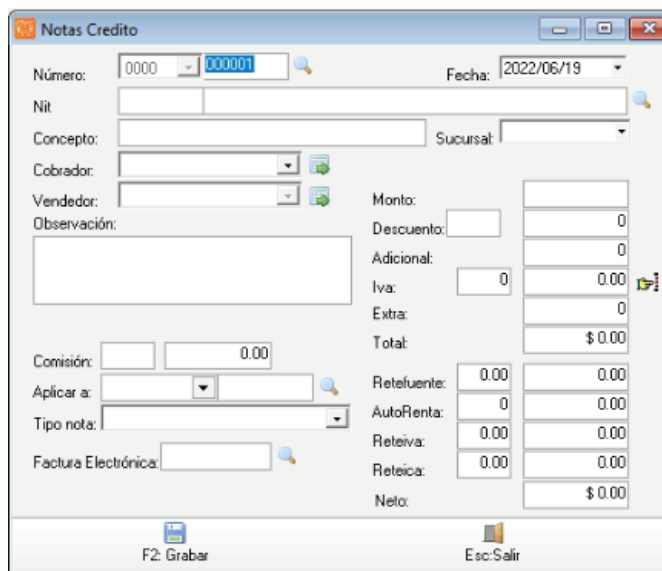 Notas Credito
Número: 0000 000001 Fecha: 2022/06/19
Nit
Concepto: Sucursal:
Cobrador:
Vendedor: Monto:
Observación: Descuento: 0
Adicional: 0
Iva: 0 0.00
Extra: 0
Total: $ 0.00
Comisión: 0.00
Aplicar a: Retefuente: 0.00 0.00
Tipo nota: AutoRenta: 0 0.00
Factura Electrónica: Reteiva: 0.00 0.00
Reteica: 0.00 0.00
Neto: $ 0.00
F2: Grabar Esc:Salir